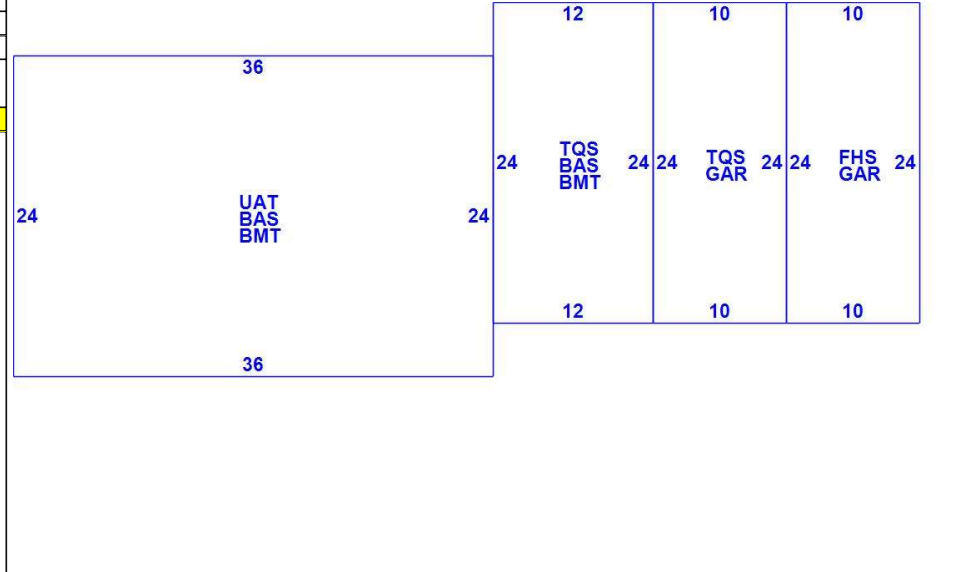 12 10 10
36
24 UAT BAS BMT 24
24 TQS BAS BMT 24
24 TQS GAR 24
24 FHS GAR 24
12 10 10
36